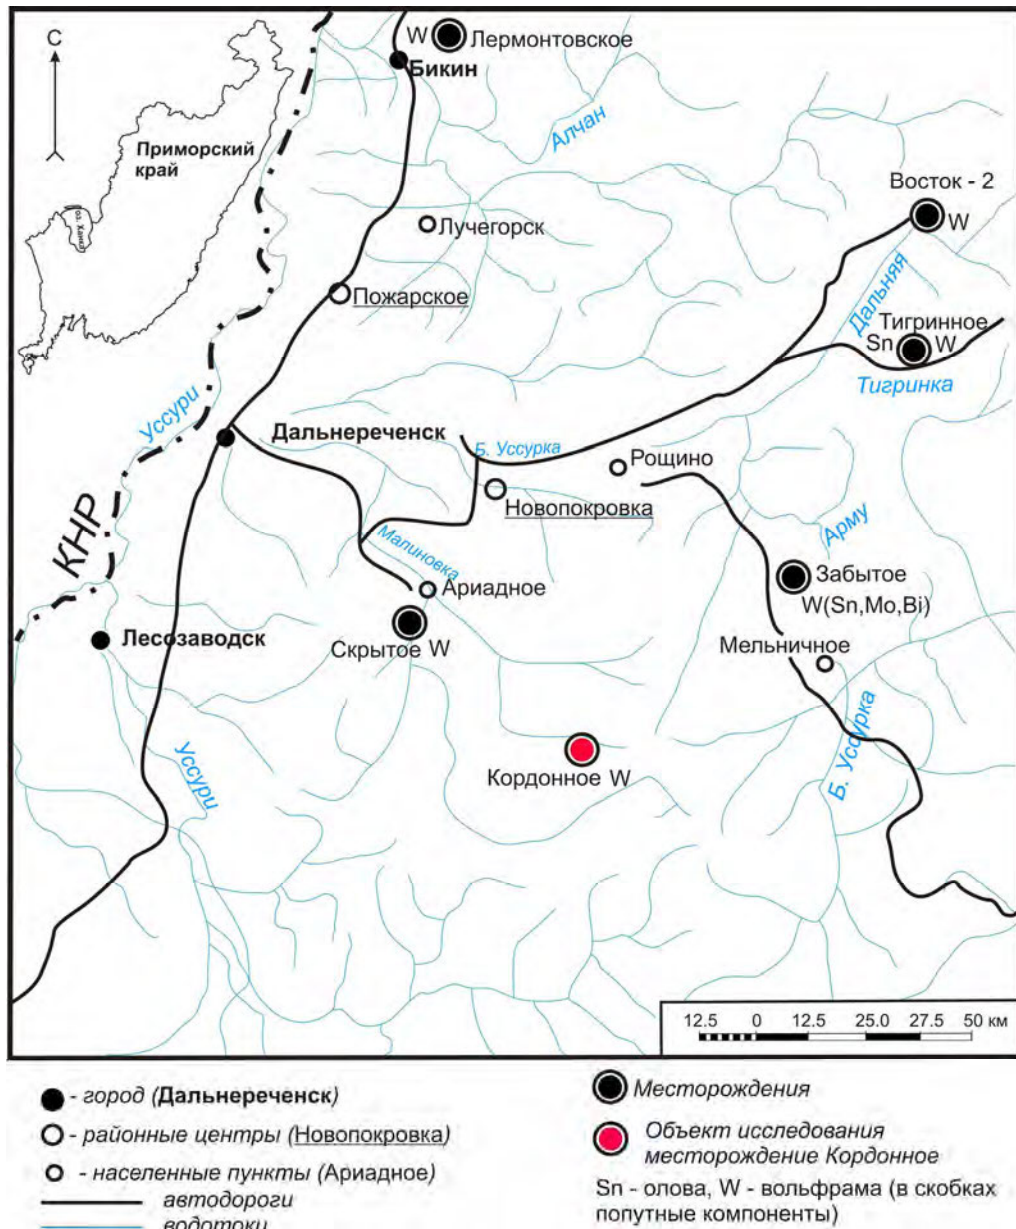 С
Приморский
край
оз. Ханка
W Лермонтовское
Бикин
Алчан
Восток - 2
W
Лучегорск
Дальняя
Пожарское
Тигринное
Sn W
Тигринка
Уссури
Дальнереченск
Б. Уссурка
Рощино
Новопокровка
КНР
Арму
Малиновка
Ариадное
Забытое
W(Sn,Mo,Bi)
Лесозаводск
Скрытое W
Мельничное
Б. Уссурка
Уссури
Кордонное W
12.5 0 12.5 25.0 27.5 50 км
- город (Дальнереченск)
- районные центры (Новопокровка)
- населенные пункты (Ариадное)
автодороги
водотоки
Месторождения
Объект исследования
месторождение Кордонное
Sn - олова, W - вольфрама (в скобках
попутные компоненты)